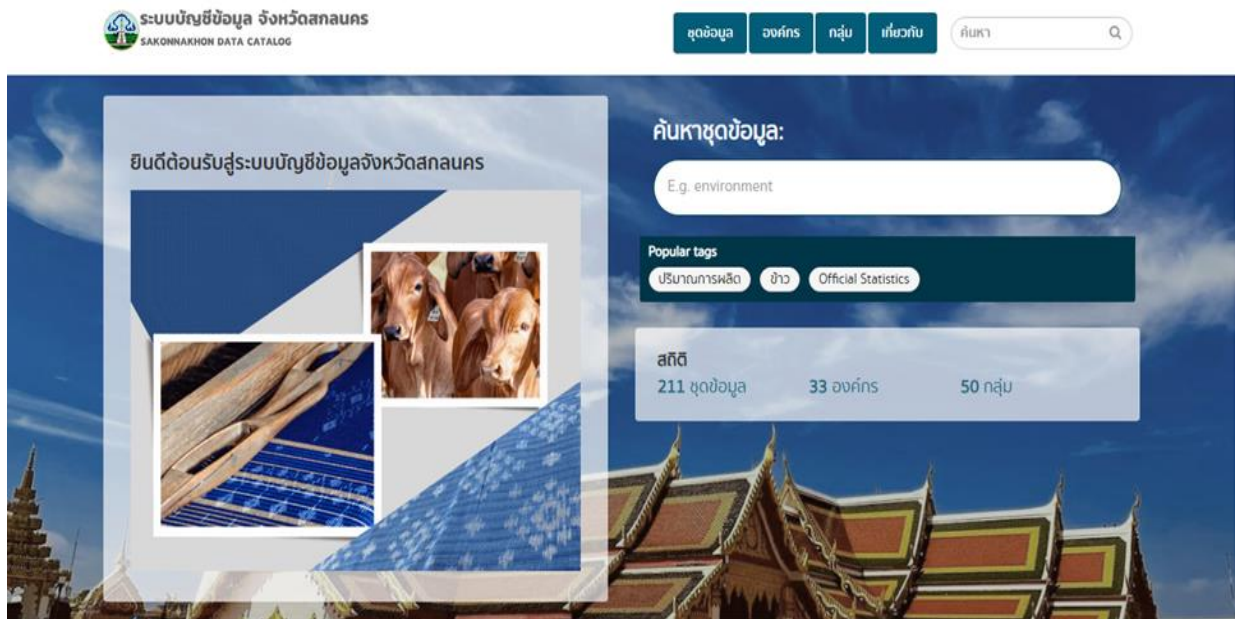 ระบบบัญชีข้อมูล จังหวัดสกลนคร
SAKONNAKHON DATA CATALOG
ชุดข้อมูล
องค์กร
กลุ่ม
เกี่ยวกับ
ค้นหา
ยินดีต้อนรับสู่ระบบบัญชีข้อมูลจังหวัดสกลนคร
ค้นหาชุดข้อมูล:
E.g. environment
Popular tags
ปริมาณการผลิต ข้าว Official Statistics
สถิติ
211 ชุดข้อมูล 33 องค์กร 50 กลุ่ม